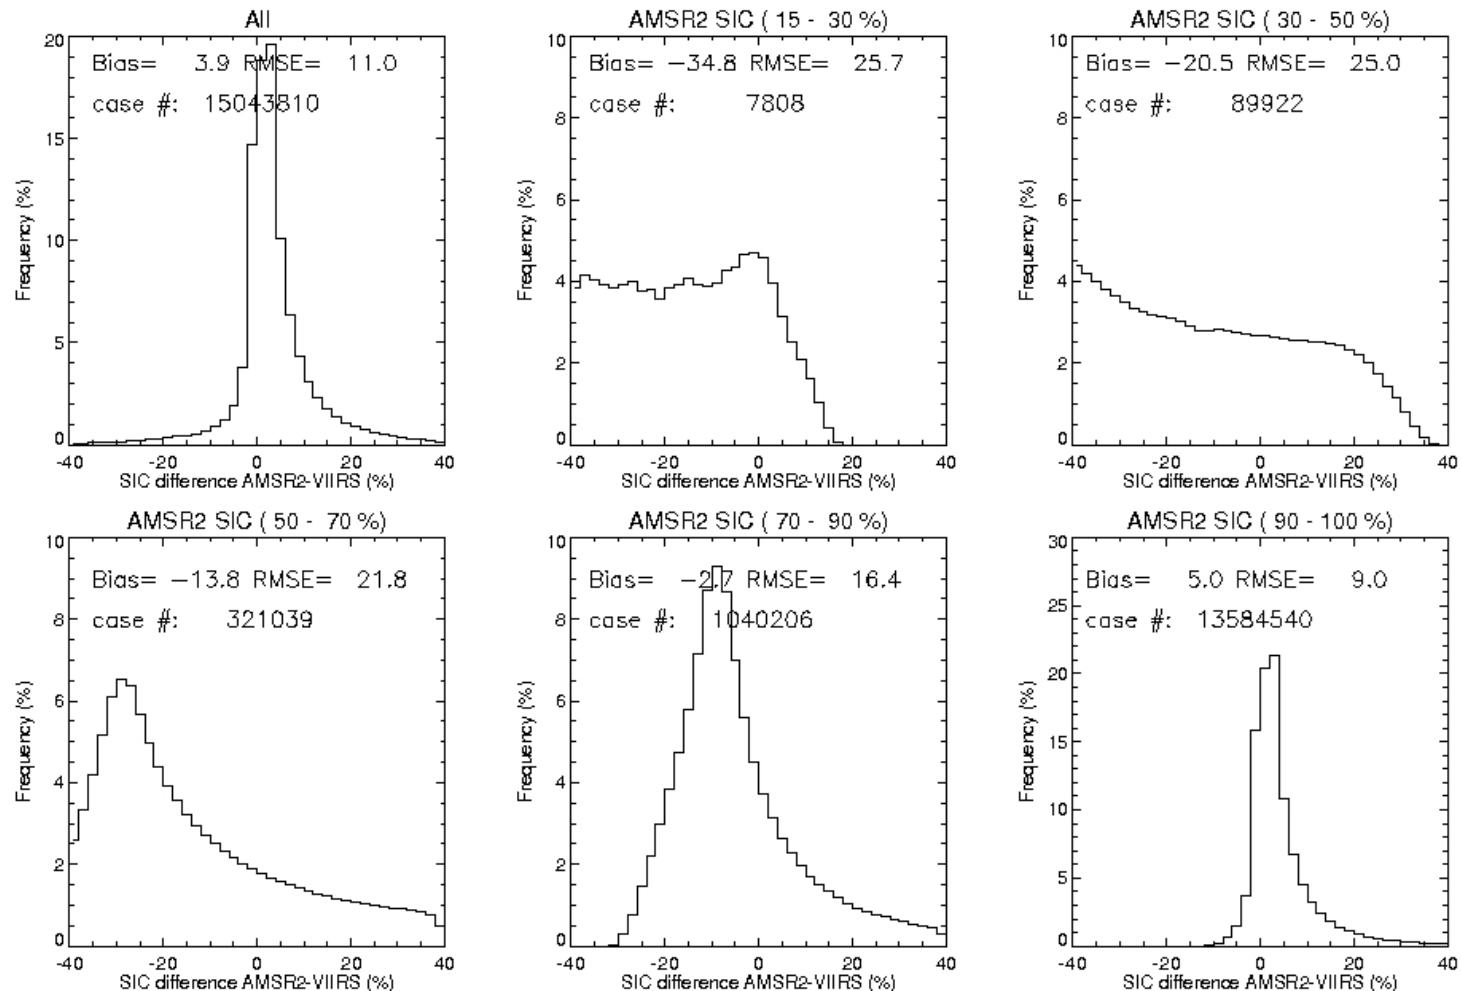 All
Bias= 3.9 RMSE= 11.0
case #: 15043810
Frequency (%)
20
15
10
5
0
-40 -20 0 20 40
SIC difference AMSR2-VIIRS (%)
AMSR2 SIC ( 15 - 30 %)
Bias= -34.8 RMSE= 25.7
case #: 7808
Frequency (%)
10
8
6
4
2
0
-40 -20 0 20 40
SIC difference AMSR2-VIIRS (%)
AMSR2 SIC ( 30 - 50 %)
Bias= -20.5 RMSE= 25.0
case #: 89922
Frequency (%)
10
8
6
4
2
0
-40 -20 0 20 40
SIC difference AMSR2-VIIRS (%)
AMSR2 SIC ( 50 - 70 %)
Bias= -13.8 RMSE= 21.8
case #: 321039
Frequency (%)
10
8
6
4
2
0
-40 -20 0 20 40
SIC difference AMSR2-VIIRS (%)
AMSR2 SIC ( 70 - 90 %)
Bias= -2.7 RMSE= 16.4
case #: 1040206
Frequency (%)
10
8
6
4
2
0
-40 -20 0 20 40
SIC difference AMSR2-VIIRS (%)
AMSR2 SIC ( 90 - 100 %)
Bias= 5.0 RMSE= 9.0
case #: 13584540
Frequency (%)
30
25
20
15
10
5
0
-40 -20 0 20 40
SIC difference AMSR2-VIIRS (%)